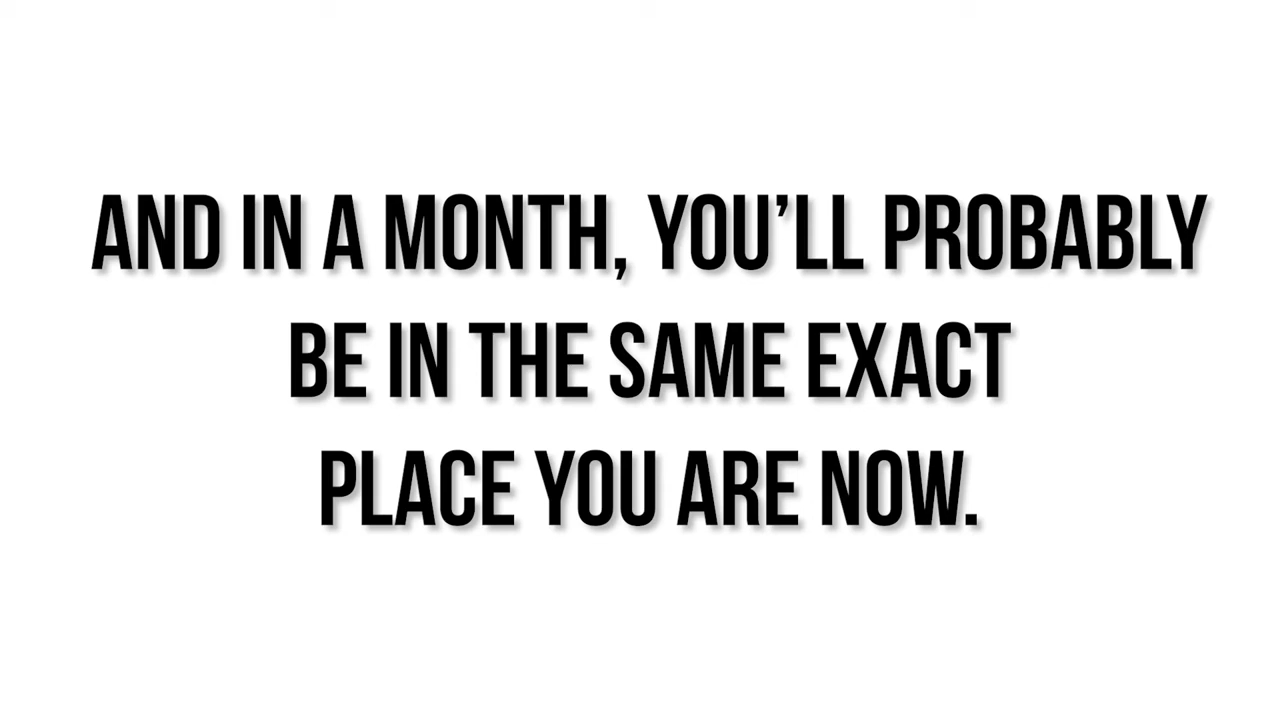 AND IN A MONTH, YOU’LL PROBABLY
BE IN THE SAME EXACT
PLACE YOU ARE NOW.